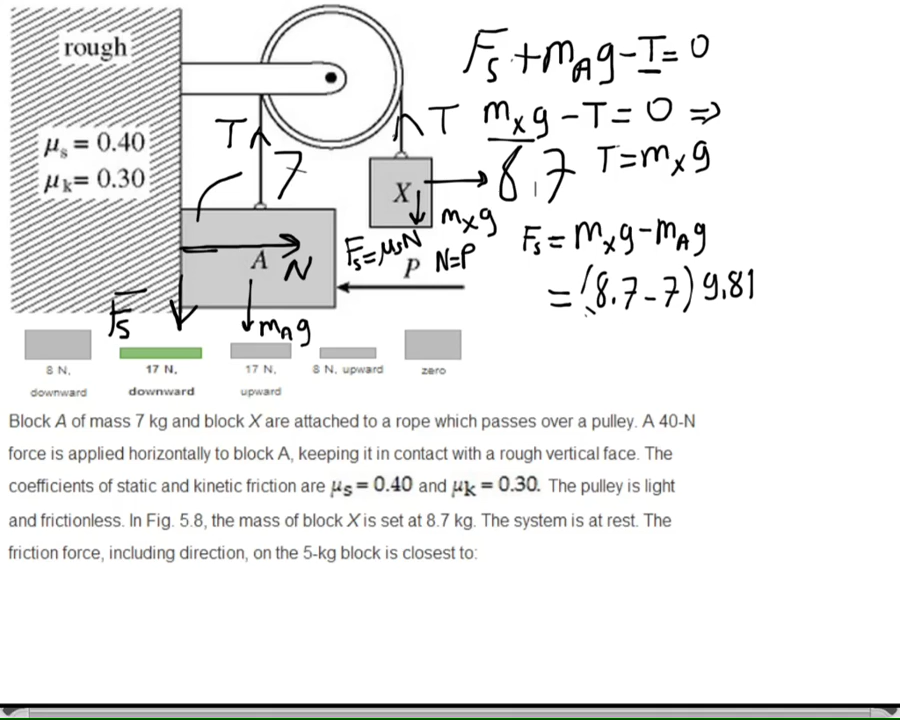 rough
μs = 0.40
μk = 0.30
T
7
T
X
mxg
A
N
Fs=μsN
N=P
P
Fs
mAg
Fs+mAg-T=0
mxg-T=0 ⇒
8.7
T=mxg
Fs=mxg-mAg
=(8.7-7)9.81
8 N, downward
17 N, downward
17 N, upward
8 N, upward
zero
Block A of mass 7 kg and block X are attached to a rope which passes over a pulley. A 40-N
force is applied horizontally to block A, keeping it in contact with a rough vertical face. The
coefficients of static and kinetic friction are μs = 0.40 and μk = 0.30. The pulley is light
and frictionless. In Fig. 5.8, the mass of block X is set at 8.7 kg. The system is at rest. The
friction force, including direction, on the 5-kg block is closest to: